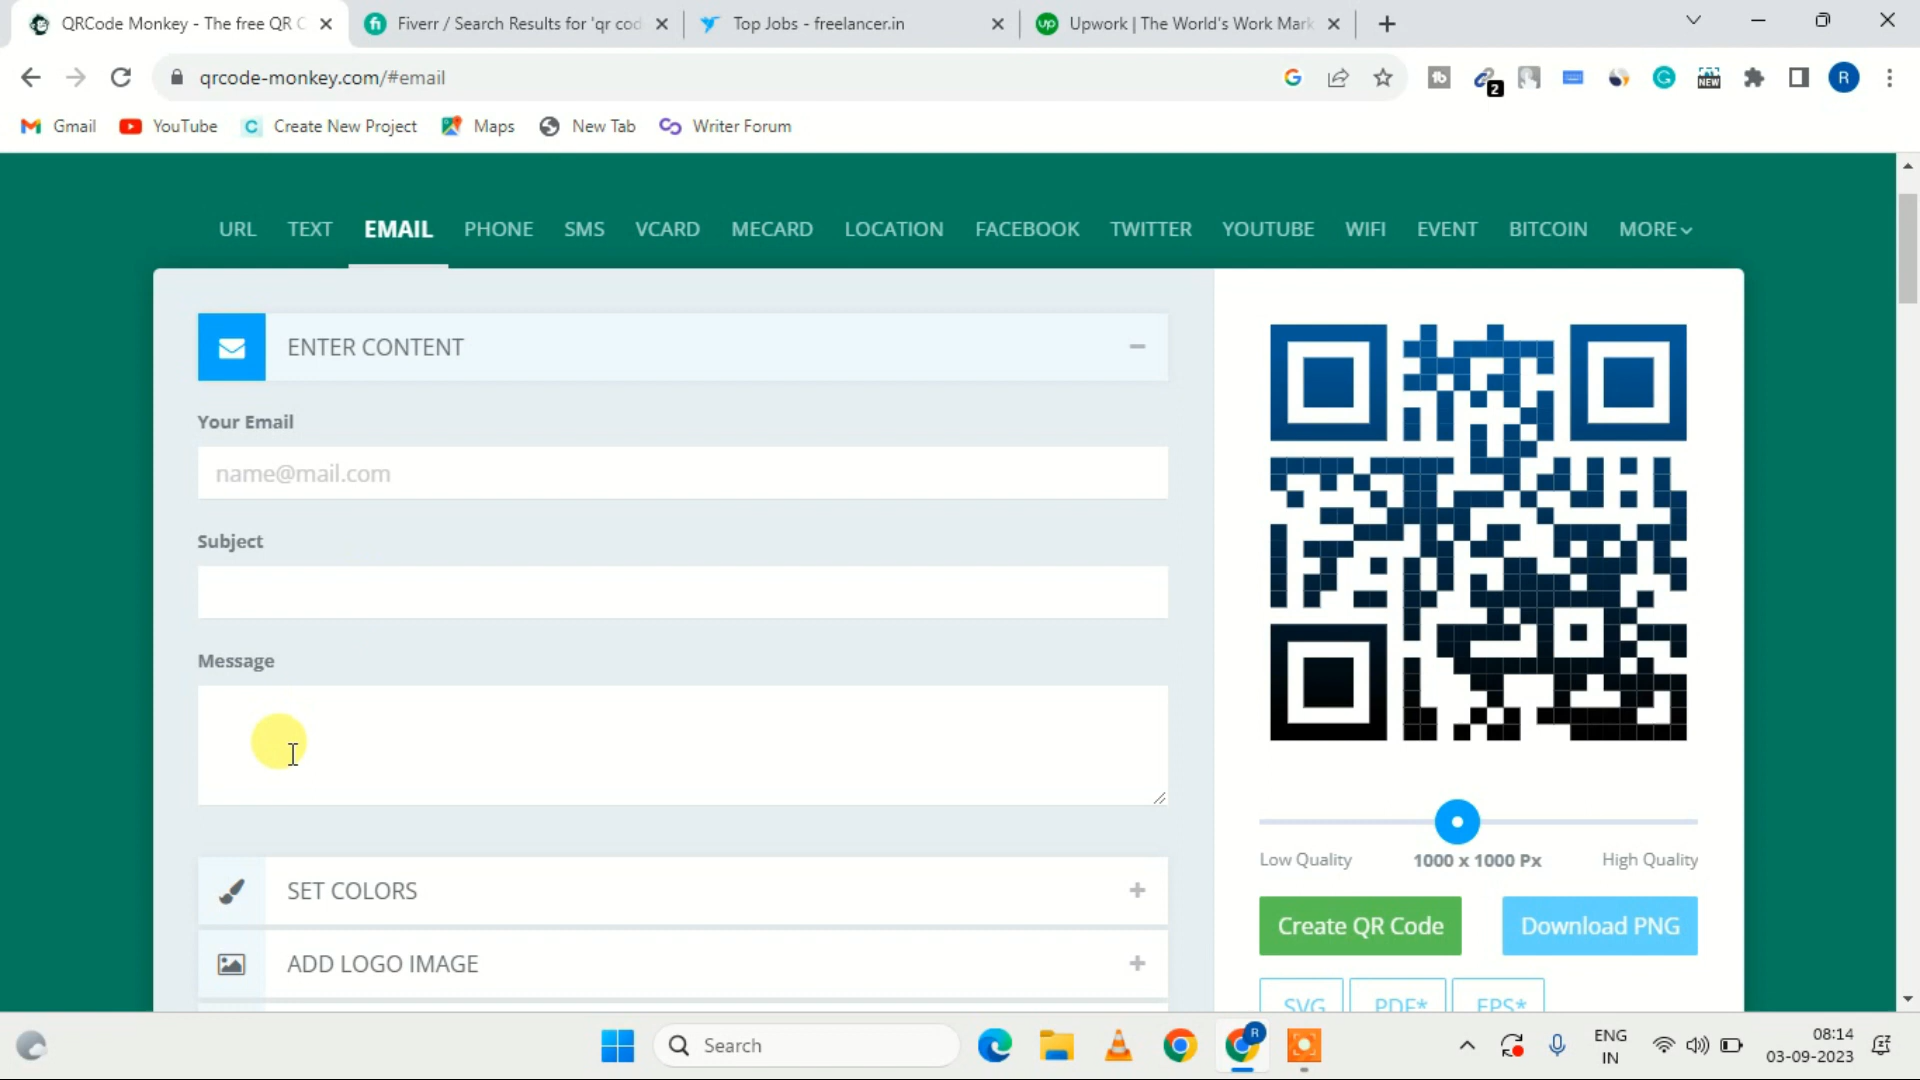 QRCode Monkey - The free QR C
Fiverr / Search Results for 'qr cod
Top Jobs - freelancer.in
Upwork | The World's Work Mark
qrcode-monkey.com/#email
2
NEW
R
Gmail
YouTube
Create New Project
Maps
New Tab
Writer Forum
URL
TEXT
EMAIL
PHONE
SMS
VCARD
MECARD
LOCATION
FACEBOOK
TWITTER
YOUTUBE
WIFI
EVENT
BITCOIN
MORE
ENTER CONTENT
Your Email
name@mail.com
Subject
Message
Low Quality
1000 x 1000 Px
High Quality
SET COLORS
Create QR Code
Download PNG
ADD LOGO IMAGE
SVG
PDF*
EPS*
Search
R
ENG
IN
08:14
03-09-2023